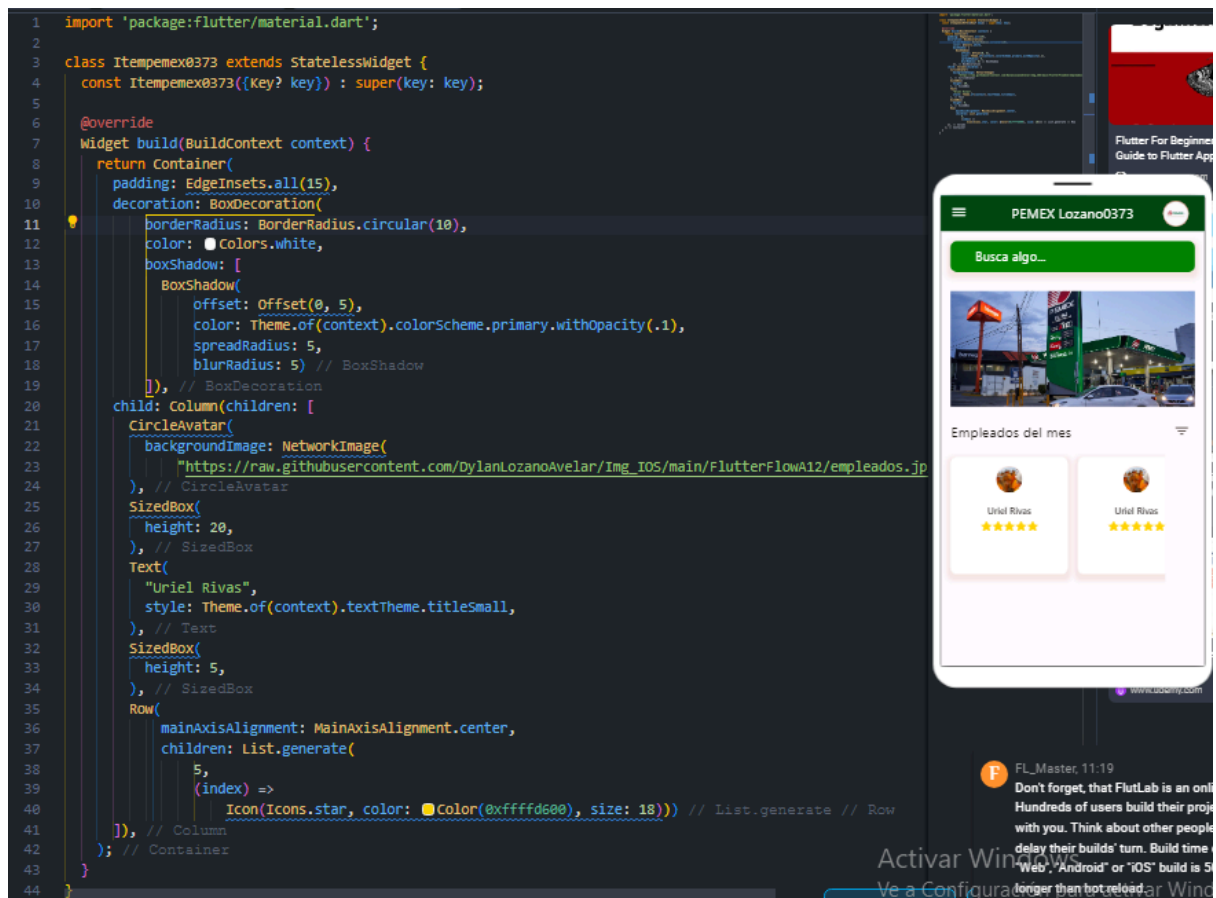 1 import 'package:flutter/material.dart';
2
3 class Itempemex0373 extends StatelessWidget {
4 const Itempemex0373({Key? key}) : super(key: key);
5
6 @override
7 Widget build(BuildContext context) {
8 return Container(
9 padding: EdgeInsets.all(15),
10 decoration: BoxDecoration(
11 borderRadius: BorderRadius.circular(10),
12 color: Colors.white,
13 boxShadow: [
14 BoxShadow(
15 offset: Offset(0, 5),
16 color: Theme.of(context).colorScheme.primary.withOpacity(.1),
17 spreadRadius: 5,
18 blurRadius: 5) // BoxShadow
19 ]), // BoxDecoration
20 child: Column(children: [
21 CircleAvatar(
22 backgroundImage: NetworkImage(
23 "https://raw.githubusercontent.com/DylanLozanoAvelar/Img_IOS/main/FlutterFlowA12/empleados.jp
24 ), // CircleAvatar
25 SizedBox(
26 height: 20,
27 ), // SizedBox
28 Text(
29 "Uriel Rivas",
30 style: Theme.of(context).textTheme.titleSmall,
31 ), // Text
32 SizedBox(
33 height: 5,
34 ), // SizedBox
35 Row(
36 mainAxisAlignment: MainAxisAlignment.center,
37 children: List.generate(
38 5,
39 (index) =>
40 Icon(Icons.star, color: Color(0xffffd600), size: 18))) // List.generate // Row
41 ]), // Column
42 ); // Container
43 }
44 }
Flutter For Beginner
Guide to Flutter App
PEMEX Lozano0373
Busca algo...
Empleados del mes
Uriel Rivas
Uriel Rivas
www.udemy.com
F
FL_Master, 11:19
Don't forget, that FlutLab is an onli
Hundreds of users build their proje
with you. Think about other people
delay their builds' turn. Build time
"Web", "Android" or "iOS" build is 5
longer than hot reload.
Activar Windows
Ve a Configuración para activar Wind